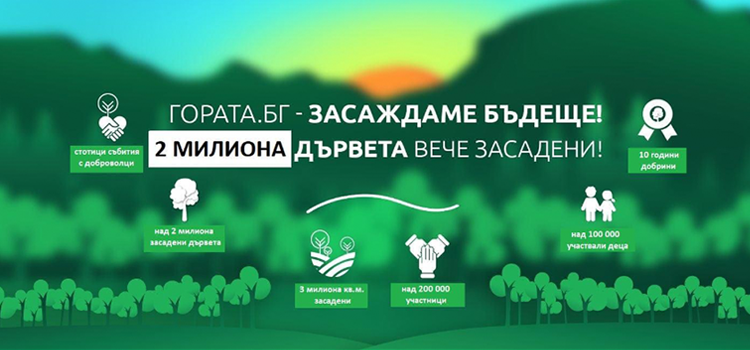 ГОРАТА.БГ - ЗАСАЖДАМЕ БЪДЕЩЕ!
2 МИЛИОНА ДЪРВЕТА ВЕЧЕ ЗАСАДЕНИ!
стотици събития
с доброволци
10 години
добрини
над 2 милиона
засадени дървета
над 100 000
участвали деца
3 милиона кв.м.
засадени
над 200 000
участници